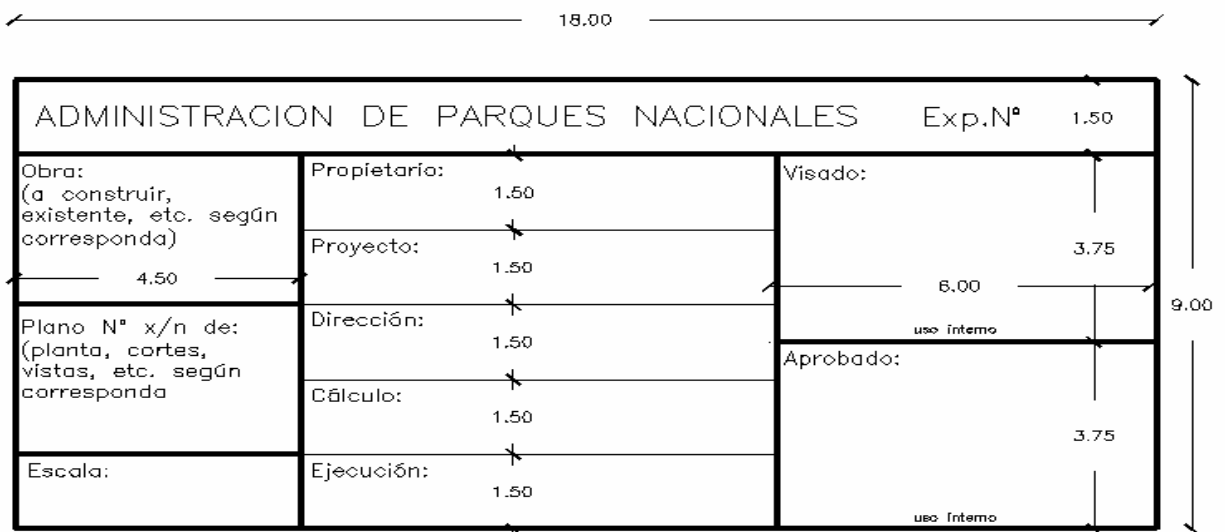 18.00
ADMINISTRACION DE PARQUES NACIONALES Exp.Nº 1.50
Obra:
(a construir,
existente, etc. según
corresponda)
4.50
Plano Nº x/n de:
(planta, cortes,
vistas, etc. según
corresponda
Escala:
Propietario:
1.50
Proyecto:
1.50
Dirección:
1.50
Cálculo:
1.50
Ejecución:
1.50
Visado:
3.75
6.00
uso interno
Aprobado:
3.75
uso interno
9.00